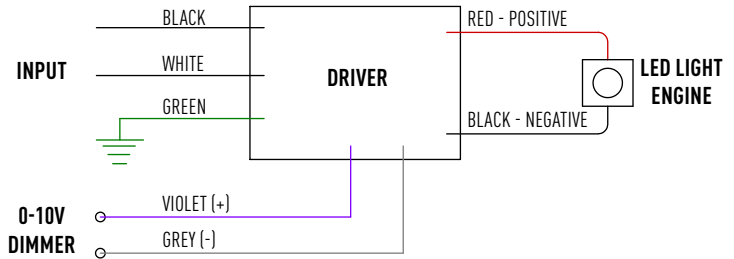 BLACK
INPUT
WHITE
GREEN
DRIVER
RED - POSITIVE
LED LIGHT
ENGINE
BLACK - NEGATIVE
0-10V
DIMMER
VIOLET (+)
GREY (-)